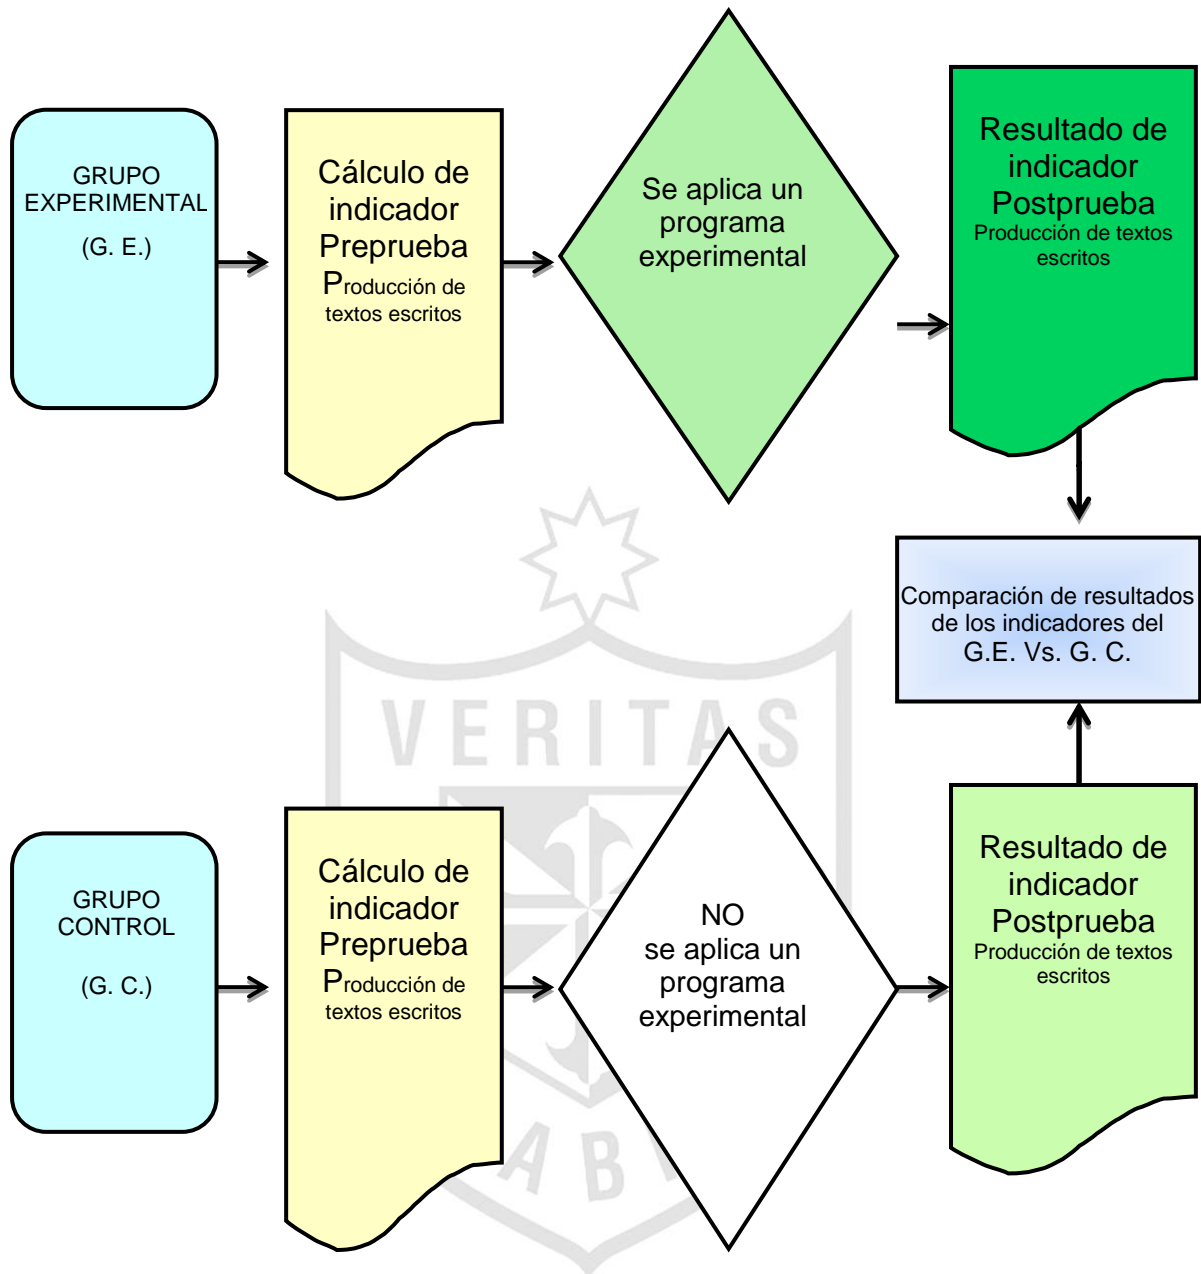 GRUPO
EXPERIMENTAL
(G. E.)
Cálculo de
indicador
Preprueba
Producción de
textos escritos
Se aplica un
programa
experimental
Resultado de
indicador
Postprueba
Producción de textos
escritos
Comparación de resultados
de los indicadores del
G.E. Vs. G. C.
VERITAS
GRUPO
CONTROL
(G. C.)
Cálculo de
indicador
Preprueba
Producción de
textos escritos
NO
se aplica un
programa
experimental
Resultado de
indicador
Postprueba
Producción de textos
escritos